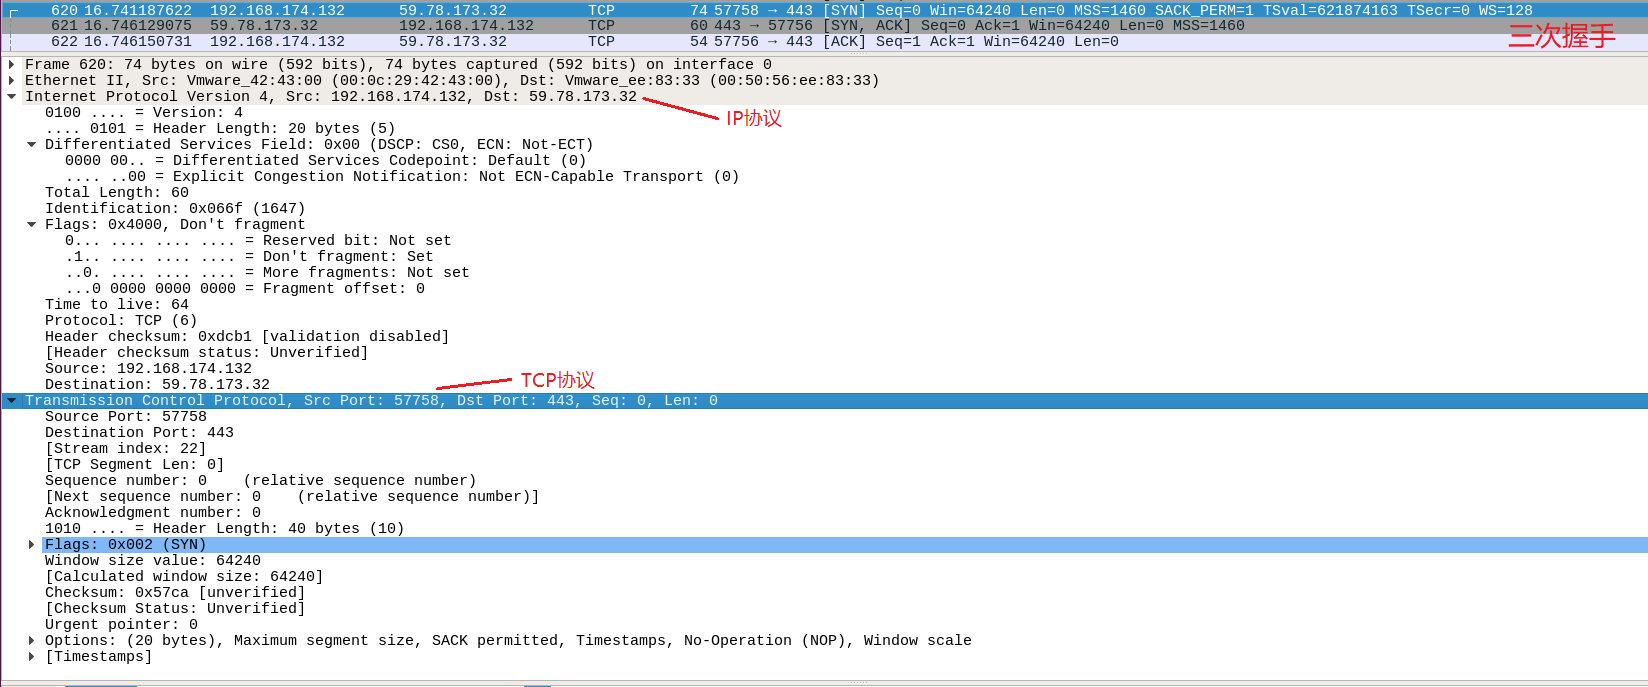 620 16.741187622 192.168.174.132 59.78.173.32 TCP 74 57758 → 443 [SYN] Seq=0 Win=64240 Len=0 MSS=1460 SACK_PERM=1 TSval=621874163 TSecr=0 WS=128
621 16.746129075 59.78.173.32 192.168.174.132 TCP 60 443 → 57756 [SYN, ACK] Seq=0 Ack=1 Win=64240 Len=0 MSS=1460
622 16.746150731 192.168.174.132 59.78.173.32 TCP 54 57756 → 443 [ACK] Seq=1 Ack=1 Win=64240 Len=0
三次握手
Frame 620: 74 bytes on wire (592 bits), 74 bytes captured (592 bits) on interface 0
Ethernet II, Src: Vmware_42:43:00 (00:0c:29:42:43:00), Dst: Vmware_ee:83:33 (00:50:56:ee:83:33)
Internet Protocol Version 4, Src: 192.168.174.132, Dst: 59.78.173.32
IP协议
0100 .... = Version: 4
.... 0101 = Header Length: 20 bytes (5)
Differentiated Services Field: 0x00 (DSCP: CS0, ECN: Not-ECT)
0000 00.. = Differentiated Services Codepoint: Default (0)
.... ..00 = Explicit Congestion Notification: Not ECN-Capable Transport (0)
Total Length: 60
Identification: 0x066f (1647)
Flags: 0x4000, Don't fragment
0... .... .... .... = Reserved bit: Not set
.1.. .... .... .... = Don't fragment: Set
..0. .... .... .... = More fragments: Not set
...0 0000 0000 0000 = Fragment offset: 0
Time to live: 64
Protocol: TCP (6)
Header checksum: 0xdcb1 [validation disabled]
[Header checksum status: Unverified]
Source: 192.168.174.132
Destination: 59.78.173.32
TCP协议
Transmission Control Protocol, Src Port: 57758, Dst Port: 443, Seq: 0, Len: 0
Source Port: 57758
Destination Port: 443
[Stream index: 22]
[TCP Segment Len: 0]
Sequence number: 0 (relative sequence number)
[Next sequence number: 0 (relative sequence number)]
Acknowledgment number: 0
1010 .... = Header Length: 40 bytes (10)
Flags: 0x002 (SYN)
Window size value: 64240
[Calculated window size: 64240]
Checksum: 0x57ca [unverified]
[Checksum Status: Unverified]
Urgent pointer: 0
Options: (20 bytes), Maximum segment size, SACK permitted, Timestamps, No-Operation (NOP), Window scale
[Timestamps]